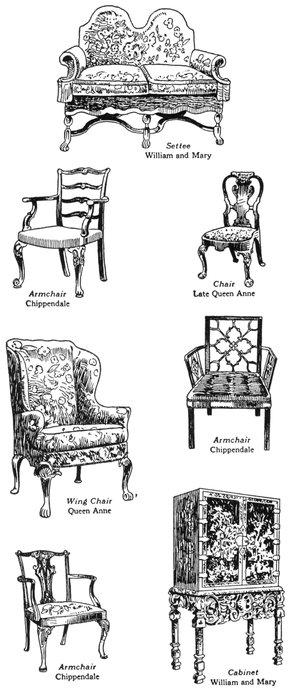 Settee
William and Mary
Armchair
Chippendale
Chair
Late Queen Anne
Armchair
Chippendale
Wing Chair
Queen Anne
Armchair
Chippendale
Cabinet
William and Mary